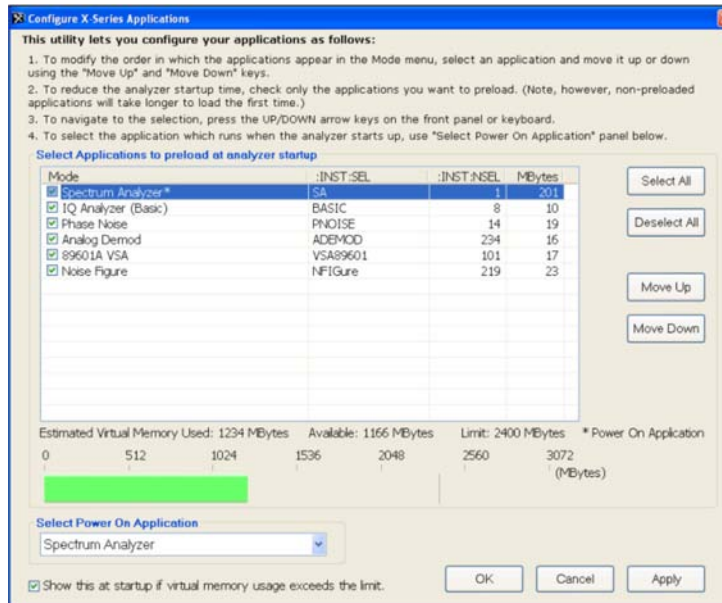 Configure X-Series Applications
This utility lets you configure your applications as follows:
1. To modify the order in which the applications appear in the Mode menu, select an application and move it up or down
using the "Move Up" and "Move Down" keys.
2. To reduce the analyzer startup time, check only the applications you want to preload. (Note, however, non-preloaded
applications will take longer to load the first time.)
3. To navigate to the selection, press the UP/DOWN arrow keys on the front panel or keyboard.
4. To select the application which runs when the analyzer starts up, use "Select Power On Application" panel below.
Select Applications to preload at analyzer startup
Mode :INST:SEL :INST:NSEL MBytes
Spectrum Analyzer* SA 1 201
IQ Analyzer (Basic) BASIC 8 10
Phase Noise PNOISE 14 19
Analog Demod ADEMOD 234 16
89601A VSA VSA89601 101 17
Noise Figure NFIGure 219 23
Select All
Deselect All
Move Up
Move Down
Estimated Virtual Memory Used: 1234 MBytes Available: 1166 MBytes Limit: 2400 MBytes * Power On Application
0 512 1024 1536 2048 2560 3072
(MBytes)
Select Power On Application
Spectrum Analyzer
Show this at startup if virtual memory usage exceeds the limit.
OK Cancel Apply